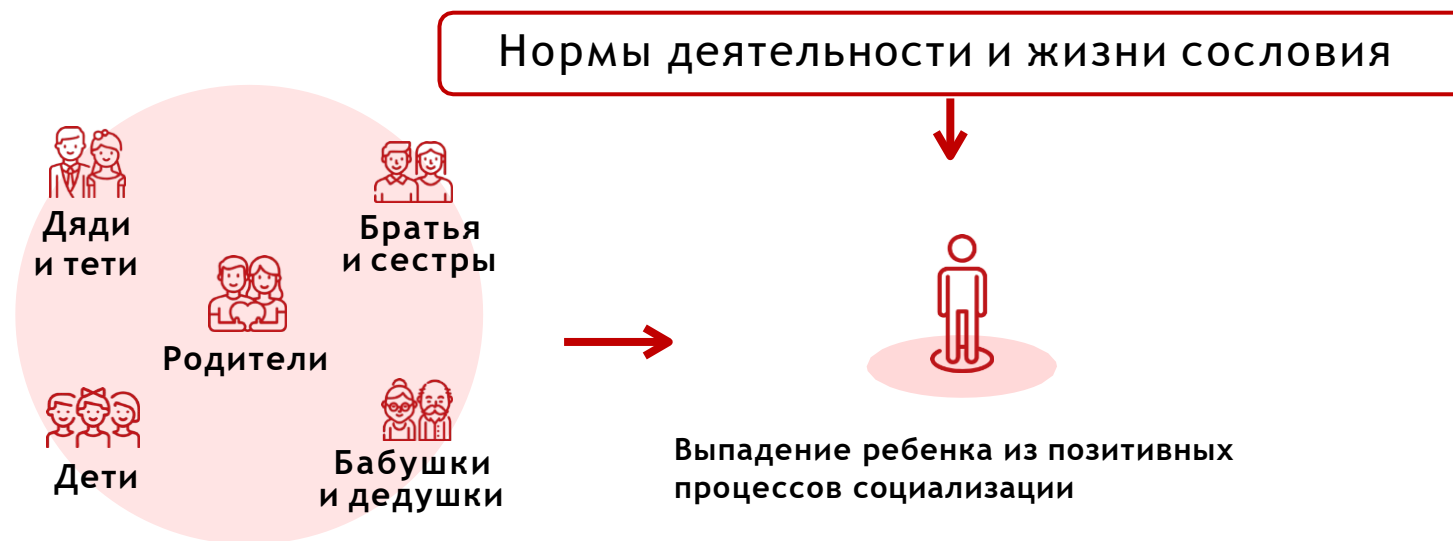 Нормы деятельности и жизни сословия
Дяди
и тети
Братья
и сестры
Родители
Дети
Бабушки
и дедушки
Выпадение ребенка из позитивных
процессов социализации